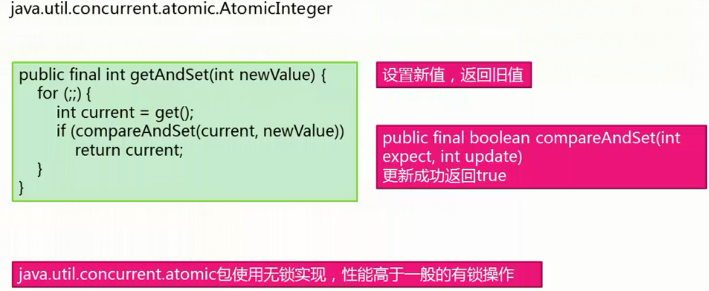 java.util.concurrent.atomic.AtomicInteger
public final int getAndSet(int newValue) {
for (;;) {
int current = get();
if (compareAndSet(current, newValue))
return current;
}
}
设置新值，返回旧值
public final boolean compareAndSet(int
expect, int update)
更新成功返回true
java.util.concurrent.atomic包使用无锁实现，性能高于一般的有锁操作